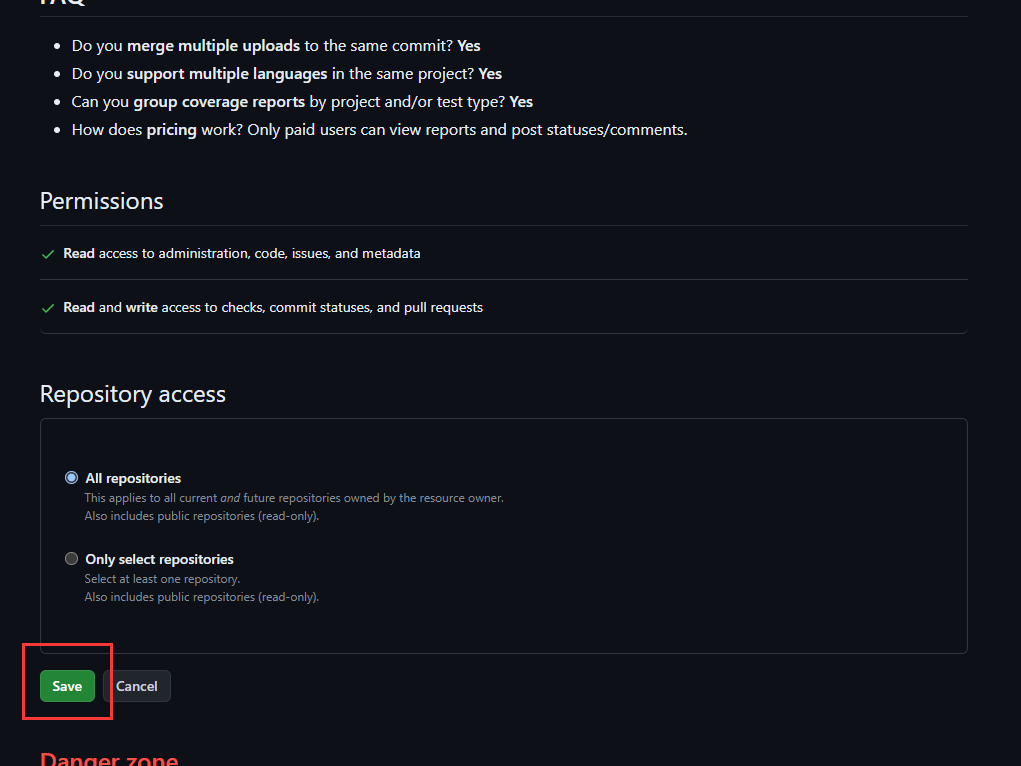 FAQ
Do you merge multiple uploads to the same commit? Yes
Do you support multiple languages in the same project? Yes
Can you group coverage reports by project and/or test type? Yes
How does pricing work? Only paid users can view reports and post statuses/comments.
Permissions
Read access to administration, code, issues, and metadata
Read and write access to checks, commit statuses, and pull requests
Repository access
All repositories
This applies to all current and future repositories owned by the resource owner.
Also includes public repositories (read-only).
Only select repositories
Select at least one repository.
Also includes public repositories (read-only).
Save
Cancel
Danger zone